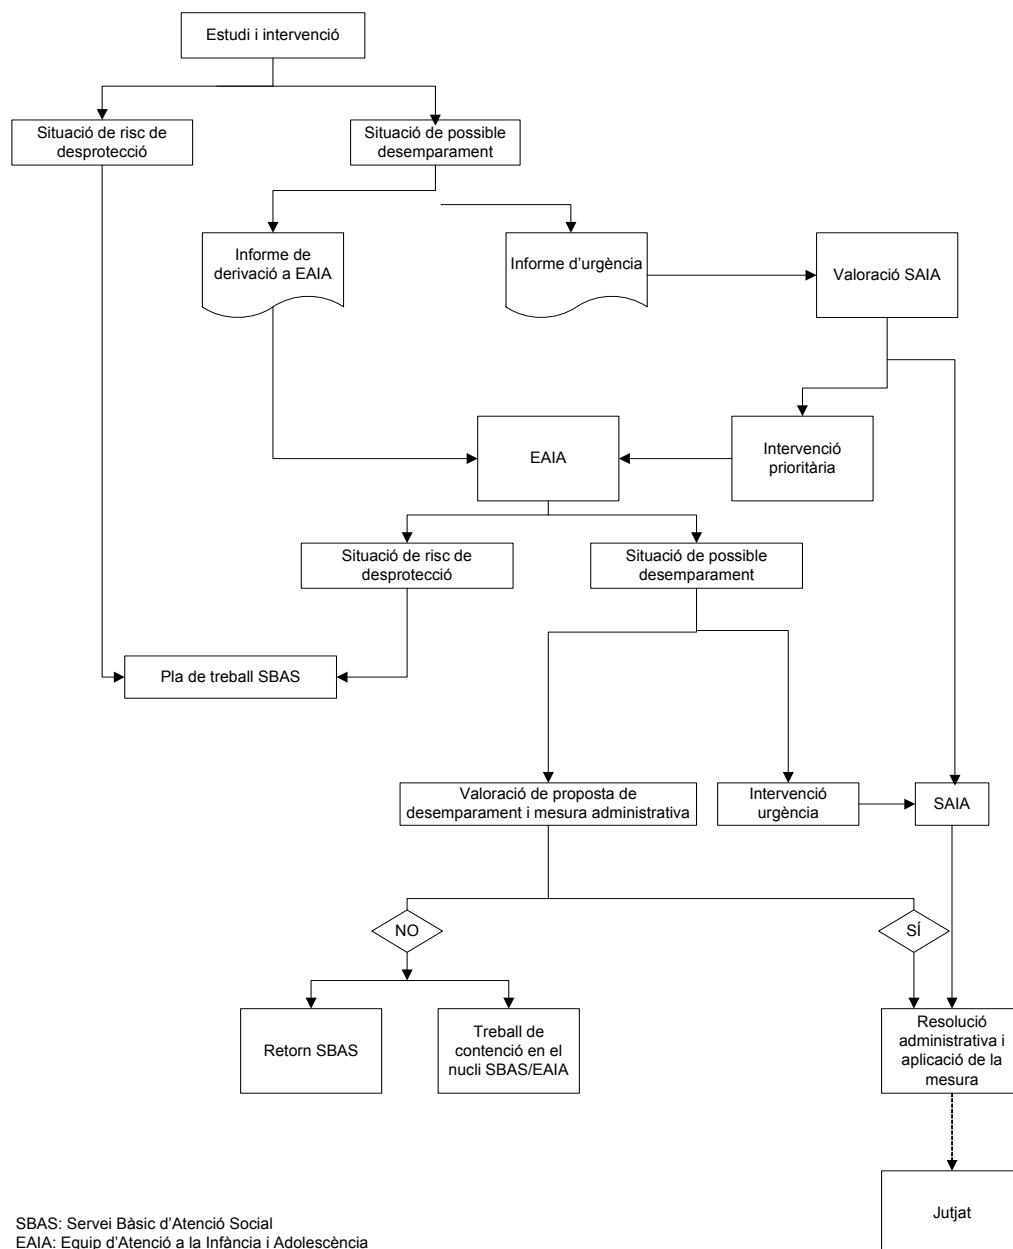 Estudi i intervenció
Situació de risc de
desprotecció
Situació de possible
desemparament
Informe de
derivació a EAIA
Informe d'urgència
Valoració SAIA
EAIA
Intervenció
prioritària
Situació de risc de
desprotecció
Situació de possible
desemparament
Pla de treball SBAS
Valoració de proposta de
desemparament i mesura administrativa
Intervenció
urgència
SAIA
NO
SÍ
Retorn SBAS
Treball de
contenció en el
nucli SBAS/EAIA
Resolució
administrativa i
aplicació de la
mesura
Jutjat
SBAS: Servei Bàsic d'Atenció Social
EAIA: Equip d'Atenció a la Infància i Adolescència